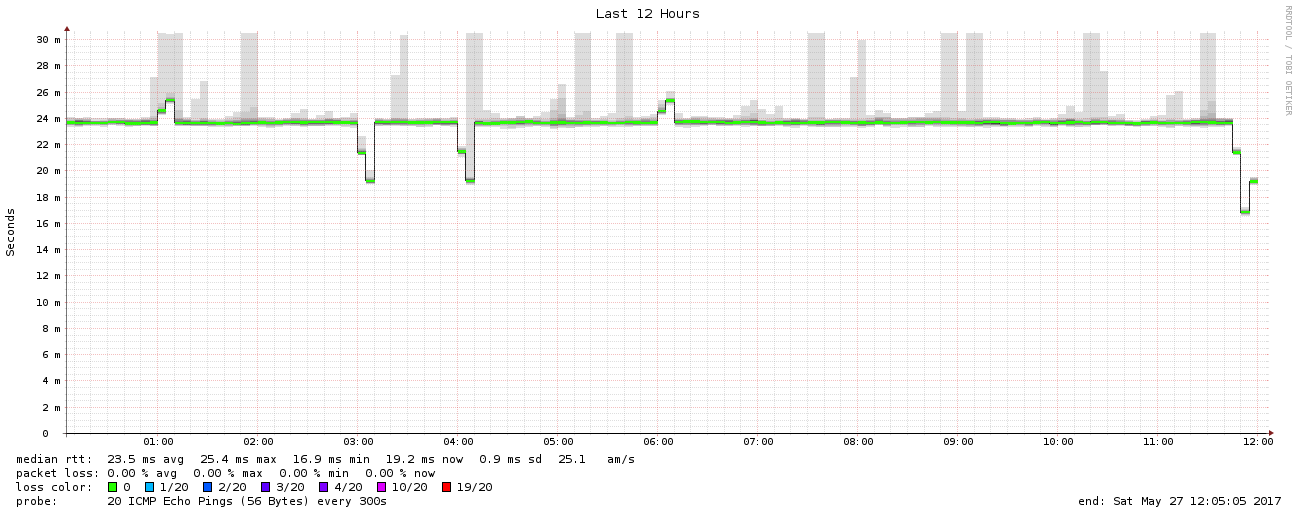 Last 12 Hours
RRDTOOL / TOBI OETIKER
30 m
28 m
26 m
24 m
22 m
20 m
18 m
16 m
14 m
12 m
10 m
8 m
6 m
4 m
2 m
0
Seconds
01:00 02:00 03:00 04:00 05:00 06:00 07:00 08:00 09:00 10:00 11:00 12:00
median rtt: 23.5 ms avg 25.4 ms max 16.9 ms min 19.2 ms now 0.9 ms sd 25.1 am/s
packet loss: 0.00 % avg 0.00 % max 0.00 % min 0.00 % now
loss color: 0 1/20 2/20 3/20 4/20 10/20 19/20
probe: 20 ICMP Echo Pings (56 Bytes) every 300s
end: Sat May 27 12:05:05 2017